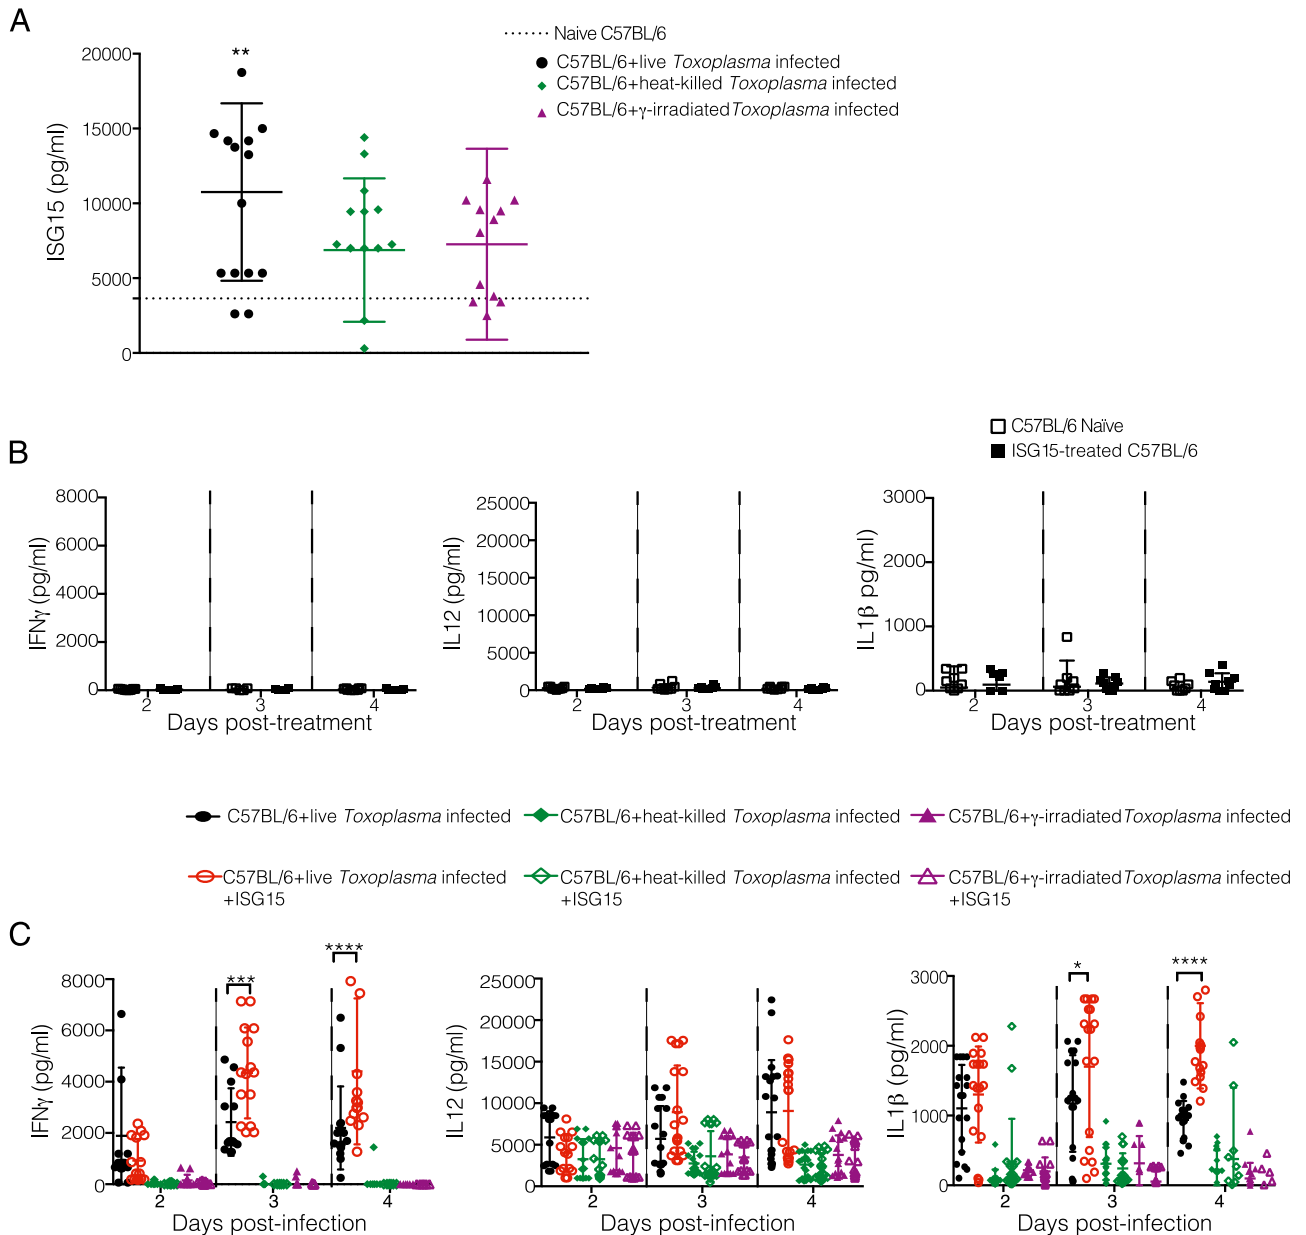 A
Naive C57BL/6
C57BL/6+live Toxoplasma infected
C57BL/6+heat-killed Toxoplasma infected
C57BL/6+γ-irradiated Toxoplasma infected
**
ISG15 (pg/ml)
20000
15000
10000
5000
0
B
C57BL/6 Naïve
ISG15-treated C57BL/6
IFNγ (pg/ml)
8000
6000
4000
2000
0
2 3 4
Days post-treatment
IL12 (pg/ml)
25000
20000
15000
10000
5000
0
2 3 4
Days post-treatment
IL1β pg/ml)
3000
2000
1000
0
2 3 4
Days post-treatment
C57BL/6+live Toxoplasma infected
C57BL/6+heat-killed Toxoplasma infected
C57BL/6+γ-irradiated Toxoplasma infected
C57BL/6+live Toxoplasma infected
+ISG15
C57BL/6+heat-killed Toxoplasma infected
+ISG15
C57BL/6+γ-irradiated Toxoplasma infected
+ISG15
C
IFNγ (pg/ml)
8000
6000
4000
2000
0
***
****
2 3 4
Days post-infection
IL12 (pg/ml)
25000
20000
15000
10000
5000
0
2 3 4
Days post-infection
IL1β (pg/ml)
3000
2000
1000
0
*
****
2 3 4
Days post-infection